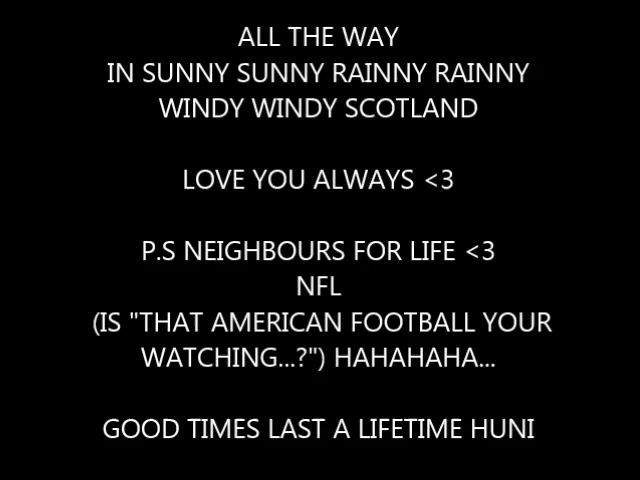 ALL THE WAY
IN SUNNY SUNNY RAINNY RAINNY
WINDY WINDY SCOTLAND
LOVE YOU ALWAYS <3
P.S NEIGHBOURS FOR LIFE <3
NFL
(IS "THAT AMERICAN FOOTBALL YOUR
WATCHING...?") HAHAHAHA...
GOOD TIMES LAST A LIFETIME HUNI